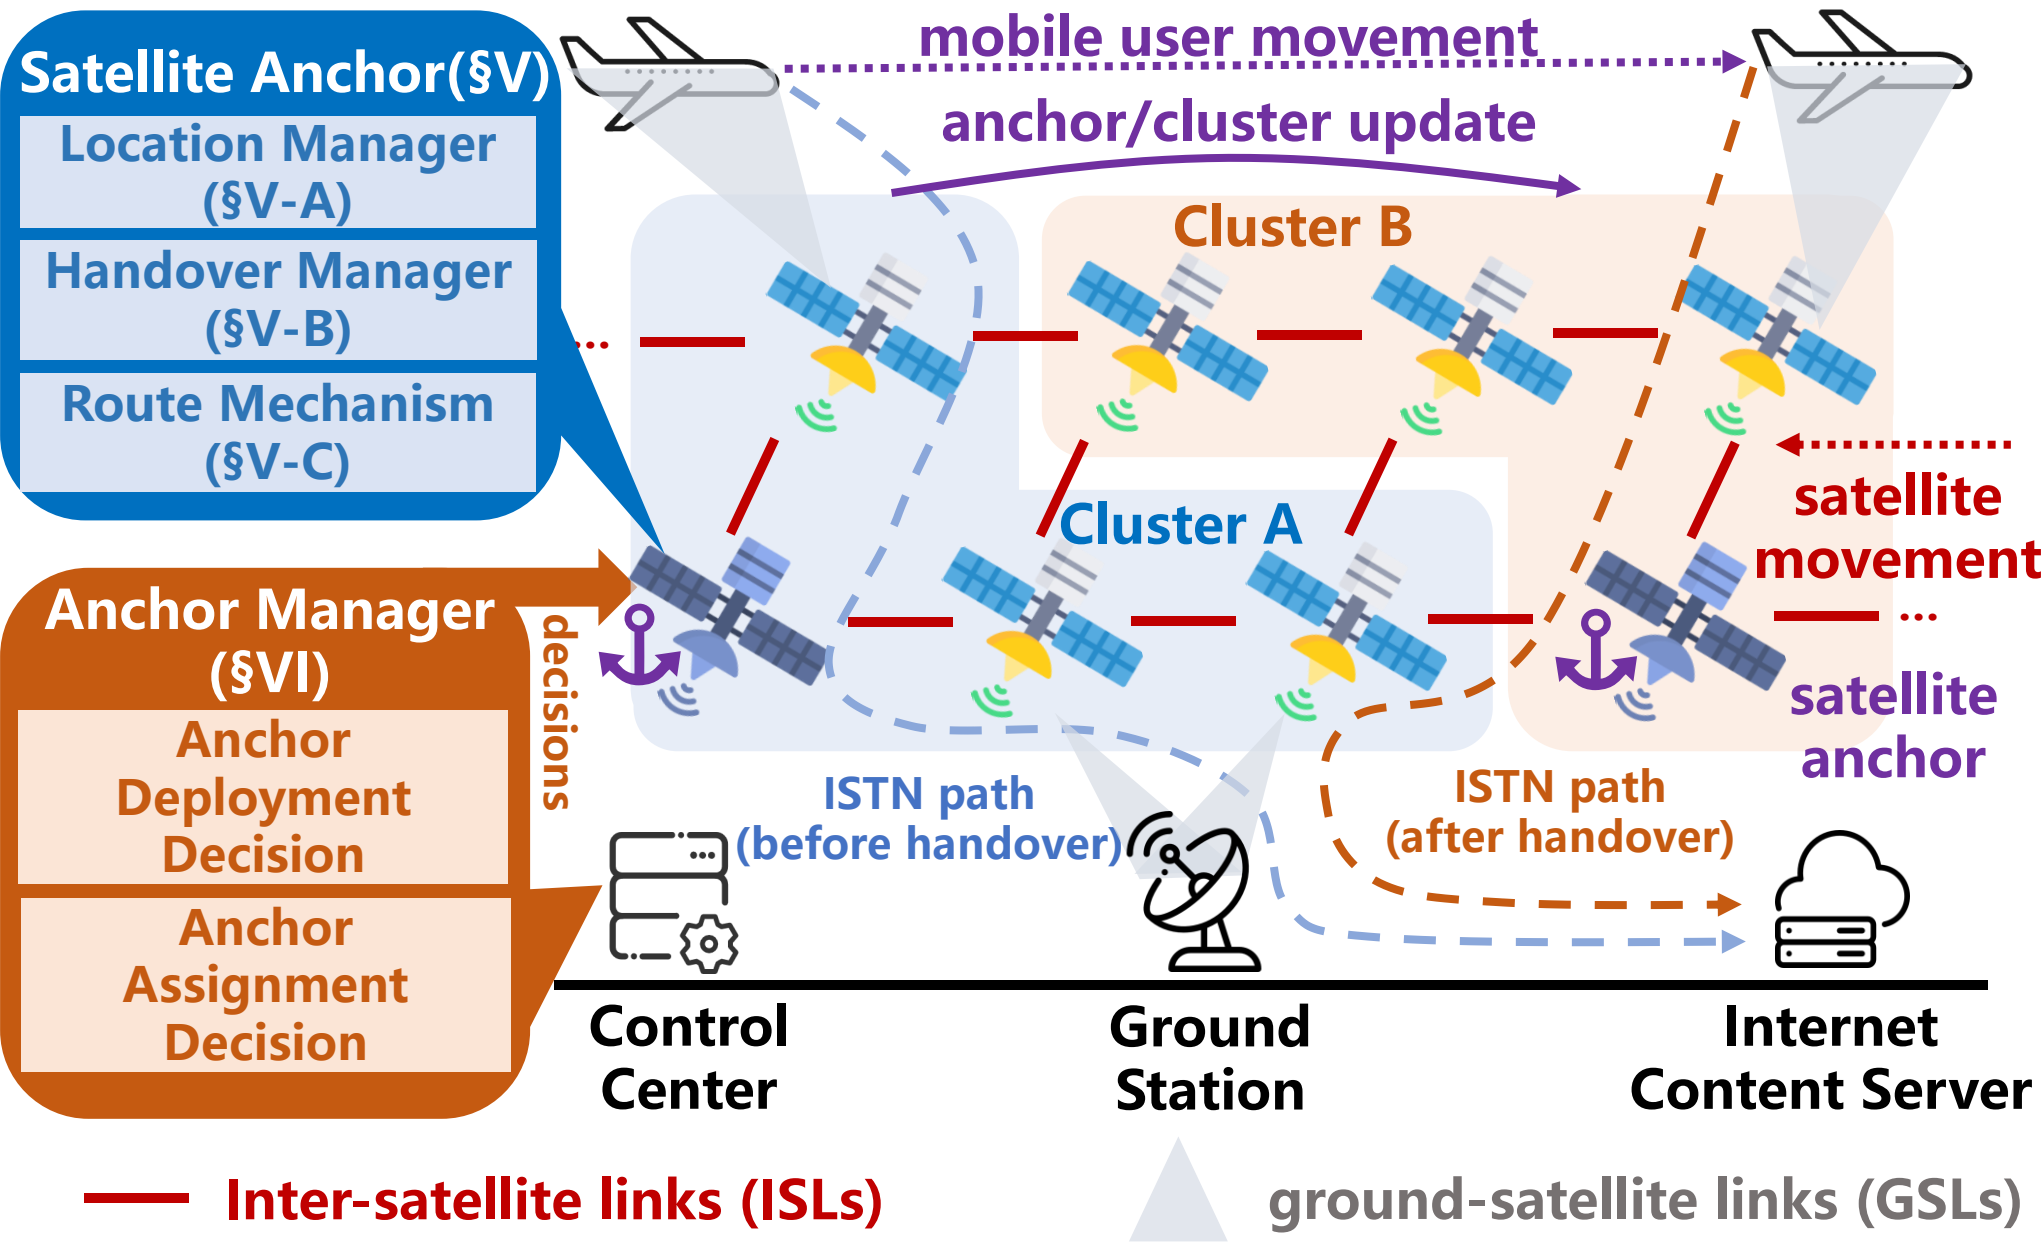 Satellite Anchor(§V)
Location Manager
(§V-A)
Handover Manager
(§V-B)
Route Mechanism
(§V-C)
Anchor Manager
(§VI)
Anchor
Deployment
Decision
Anchor
Assignment
Decision
decisions
mobile user movement
anchor/cluster update
Cluster B
...
Cluster A
satellite
movement
...
satellite
anchor
ISTN path
(before handover)
ISTN path
(after handover)
Control
Center
Ground
Station
Internet
Content Server
Inter-satellite links (ISLs)
ground-satellite links (GSLs)